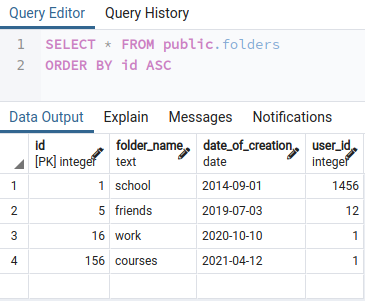 Query Editor Query History
1 SELECT * FROM public.folders
2 ORDER BY id ASC
Data Output Explain Messages Notifications
id folder_name date_of_creation user_id
[PK] integer text date integer
1 1 school 2014-09-01 1456
2 5 friends 2019-07-03 12
3 16 work 2020-10-10 1
4 156 courses 2021-04-12 1